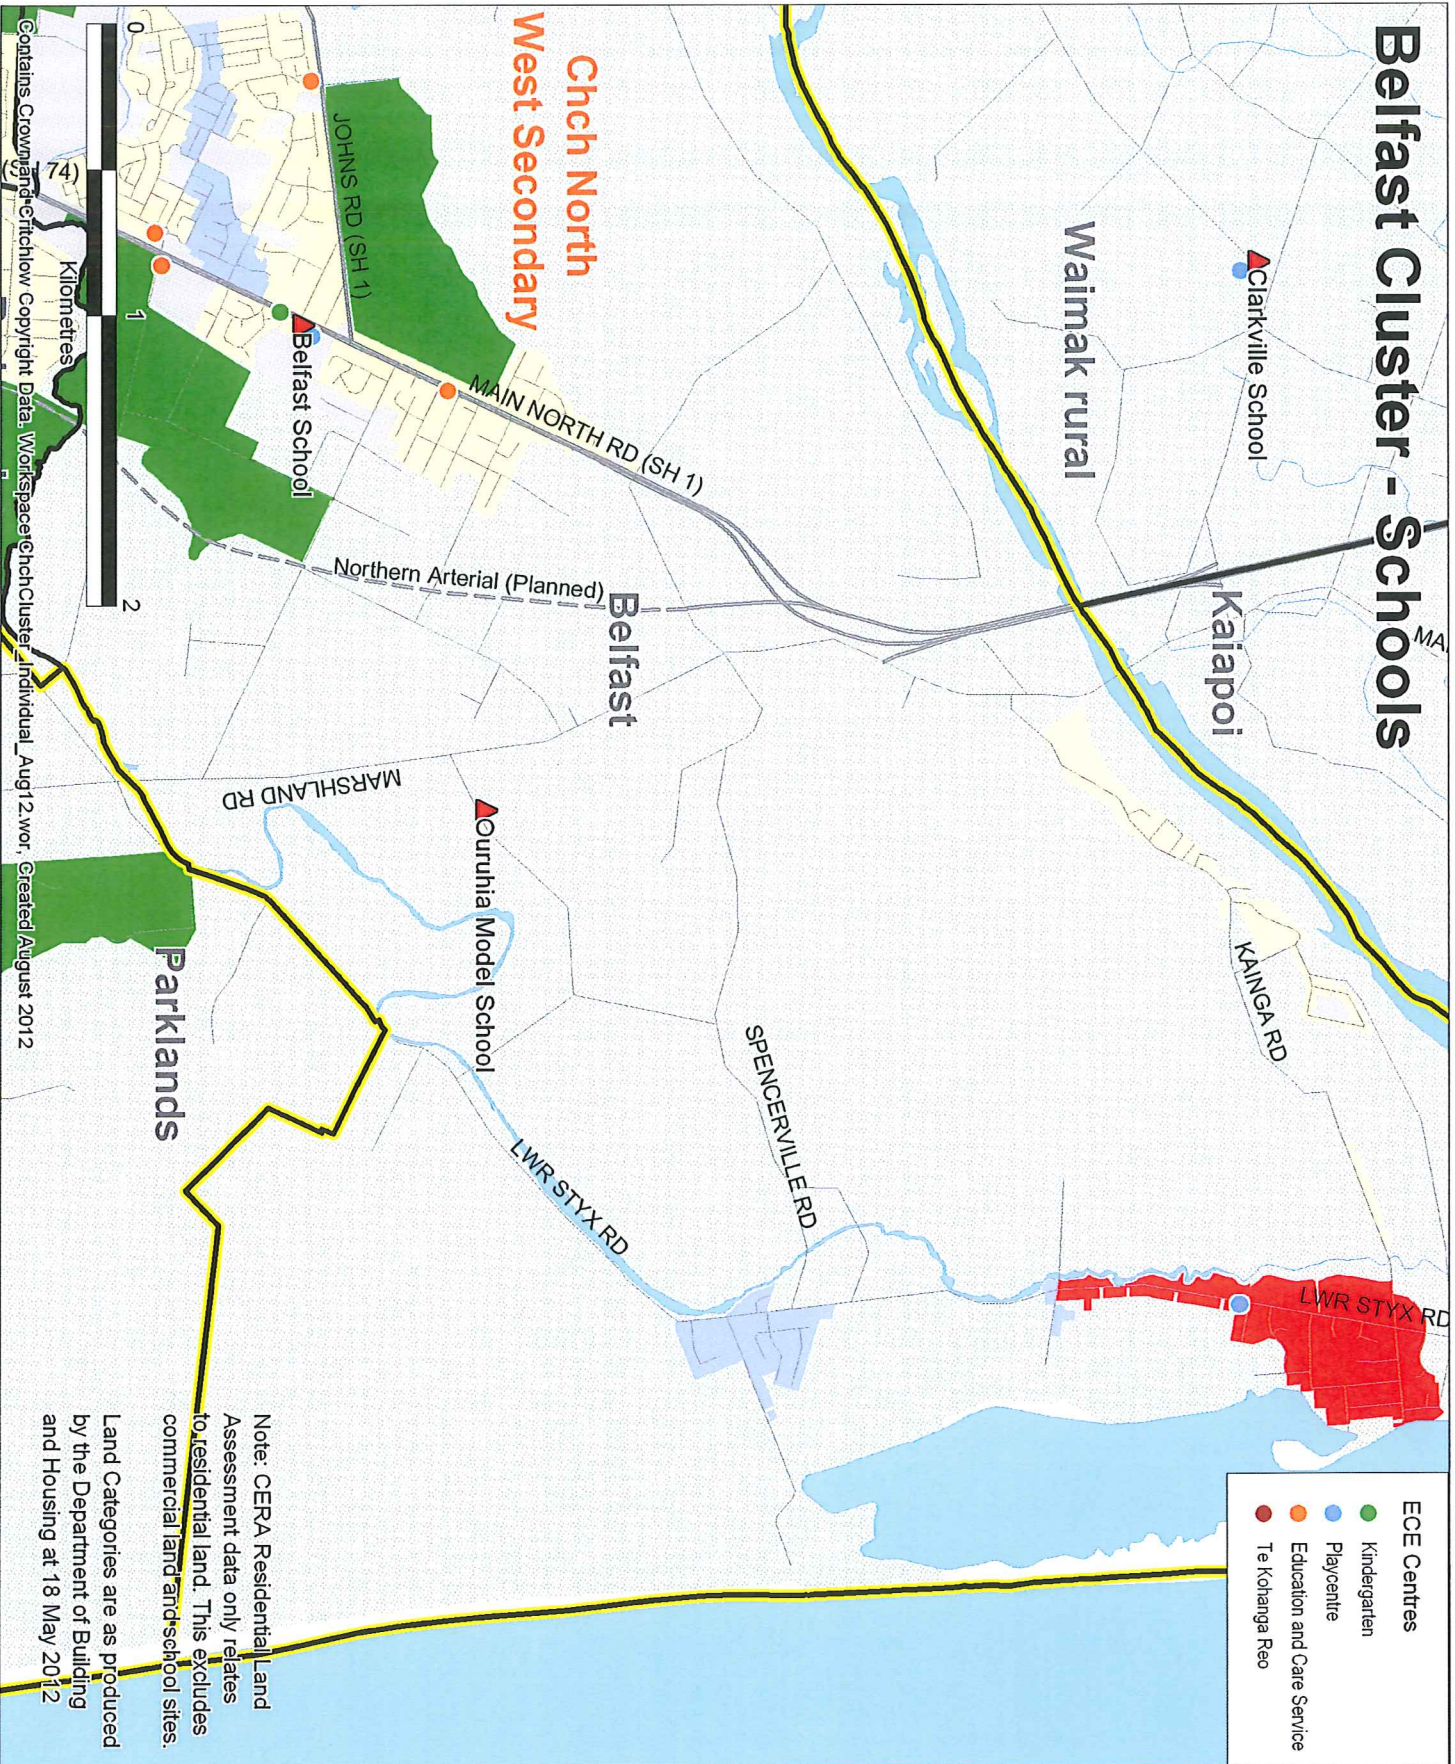 Belfast Cluster - Schools
Clarkville School
Waimak rural
Kaiapoi
MAI
Chch North
West Secondary
JOHNS RD (SH 1)
MAIN NORTH RD (SH 1)
Belfast School
Northern Arterial (Planned)
Belfast
MARSHLAND RD
Ouruhia Model School
KAINGA RD
SPENCERVILLE RD
LWR STYX RD
LWR STYX RD
Parklands
ECE Centres
Kindergarten
Playcentre
Education and Care Service
Te Kohanga Reo
Note: CERA Residential Land
Assessment data only relates
to residential land. This excludes
commercial land and school sites.
Land Categories are as produced
by the Department of Building
and Housing at 18 May 2012
0
1
2
74)
Kilometres
Contains Crown and Critchlow Copyright Data. Workspace ChchCluster_Individual_Aug12.wor, Created August 2012